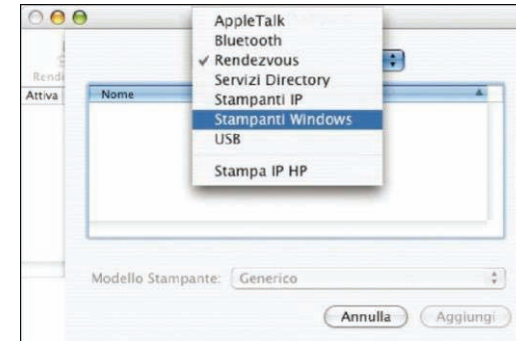 AppleTalk
Bluetooth
✓ Rendezvous
Servizi Directory
Stampanti IP
Stampanti Windows
USB
Stampa IP HP
Attiva
Nome
Modello Stampante: Generico
Annulla
Aggiungi